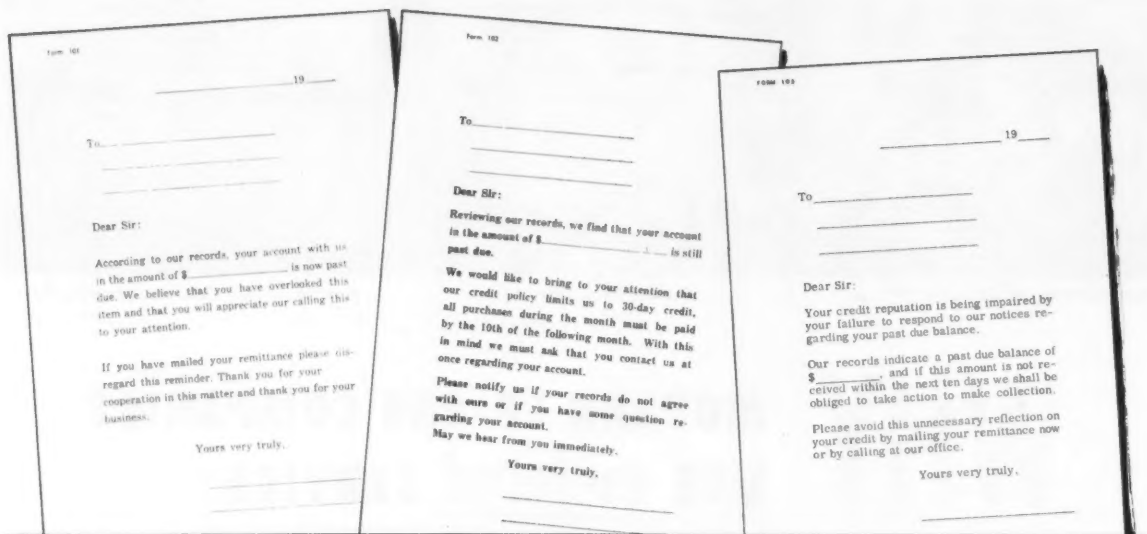 Form 101
19
To
Dear Sir:
According to our records, your account with us
in the amount of $ is now past
due. We believe that you have overlooked this
item and that you will appreciate our calling this
to your attention.
If you have mailed your remittance please dis-
regard this reminder. Thank you for your
cooperation in this matter and thank you for your
business.
Yours very truly,
Form 102
To
Dear Sir:
Reviewing our records, we find that your account
in the amount of $ is still
past due.
We would like to bring to your attention that
our credit policy limits us to 30-day credit,
all purchases during the month must be paid
by the 10th of the following month. With this
in mind we must ask that you contact us at
once regarding your account.
Please notify us if your records do not agree
with ours or if you have some question re-
garding your account.
May we hear from you immediately.
Yours very truly,
FORM 103
19
To
Dear Sir:
Your credit reputation is being impaired by
your failure to respond to our notices re-
garding your past due balance.
Our records indicate a past due balance of
$ , and if this amount is not re-
ceived within the next ten days we shall be
obliged to take action to make collection.
Please avoid this unnecessary reflection on
your credit by mailing your remittance now
or by calling at our office.
Yours very truly,